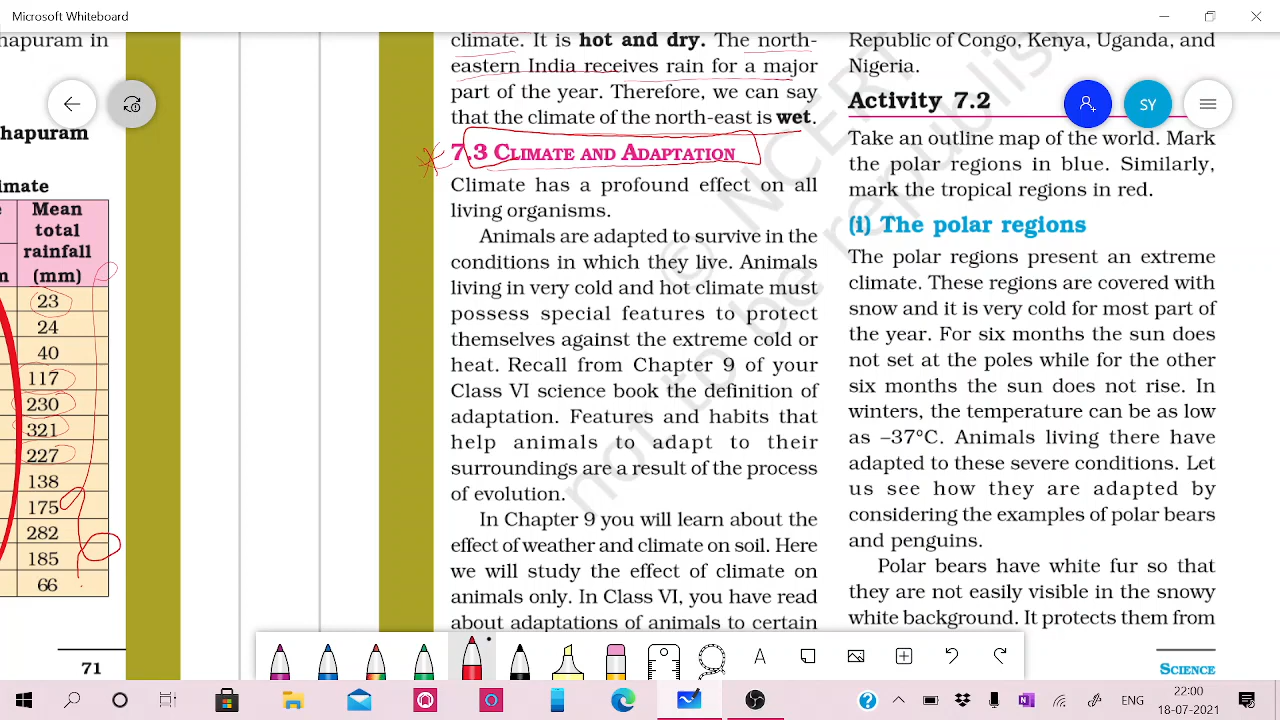 Microsoft Whiteboard
hapuram in
hapuram
imate
Mean
total
rainfall
(mm)
23
24
40
117
230
321
227
138
175
282
185
66
71
climate. It is hot and dry. The north-
eastern India receives rain for a major
part of the year. Therefore, we can say
that the climate of the north-east is wet.
7.3 CLIMATE AND ADAPTATION
Climate has a profound effect on all
living organisms.
Animals are adapted to survive in the
conditions in which they live. Animals
living in very cold and hot climate must
possess special features to protect
themselves against the extreme cold or
heat. Recall from Chapter 9 of your
Class VI science book the definition of
adaptation. Features and habits that
help animals to adapt to their
surroundings are a result of the process
of evolution.
In Chapter 9 you will learn about the
effect of weather and climate on soil. Here
we will study the effect of climate on
animals only. In Class VI, you have read
about adaptations of animals to certain
Republic of Congo, Kenya, Uganda, and
Nigeria.
Activity 7.2
SY
Take an outline map of the world. Mark
the polar regions in blue. Similarly,
mark the tropical regions in red.
(i) The polar regions
The polar regions present an extreme
climate. These regions are covered with
snow and it is very cold for most part of
the year. For six months the sun does
not set at the poles while for the other
six months the sun does not rise. In
winters, the temperature can be as low
as –37°C. Animals living there have
adapted to these severe conditions. Let
us see how they are adapted by
considering the examples of polar bears
and penguins.
Polar bears have white fur so that
they are not easily visible in the snowy
white background. It protects them from
SCIENCE
© NCERT
not to be republis
22:01
18-07-2021